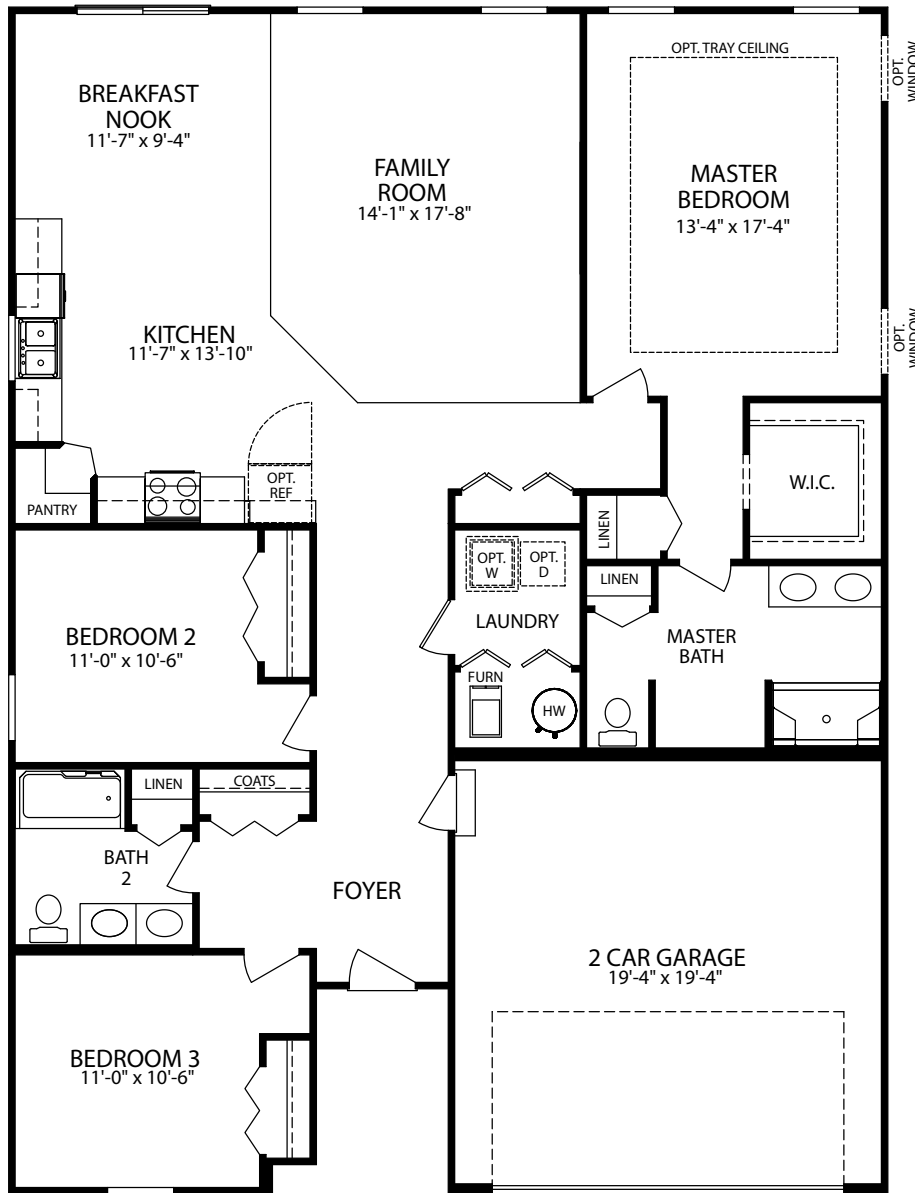 OPT. TRAY CEILING
OPT.
WINDOW
BREAKFAST
NOOK
11'-7" x 9'-4"
FAMILY
ROOM
14'-1" x 17'-8"
MASTER
BEDROOM
13'-4" x 17'-4"
KITCHEN
11'-7" x 13'-10"
OPT.
WINDOW
OPT.
REF
PANTRY
W.I.C.
LINEN
OPT.
W
OPT.
D
LINEN
LAUNDRY
BEDROOM 2
11'-0" x 10'-6"
MASTER
BATH
FURN
HW
COATS
LINEN
BATH
2
FOYER
2 CAR GARAGE
19'-4" x 19'-4"
BEDROOM 3
11'-0" x 10'-6"